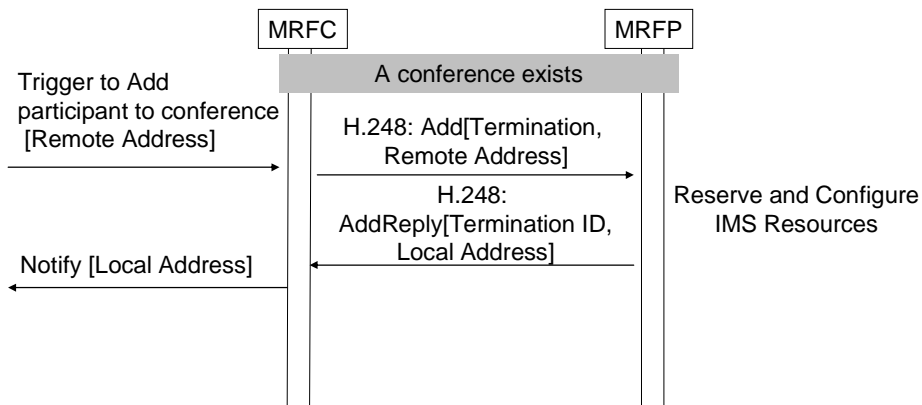 MRFC
MRFP
A conference exists
Trigger to Add
participant to conference
[Remote Address]
H.248: Add[Termination,
Remote Address]
H.248:
AddReply[Termination ID,
Local Address]
Reserve and Configure
IMS Resources
Notify [Local Address]